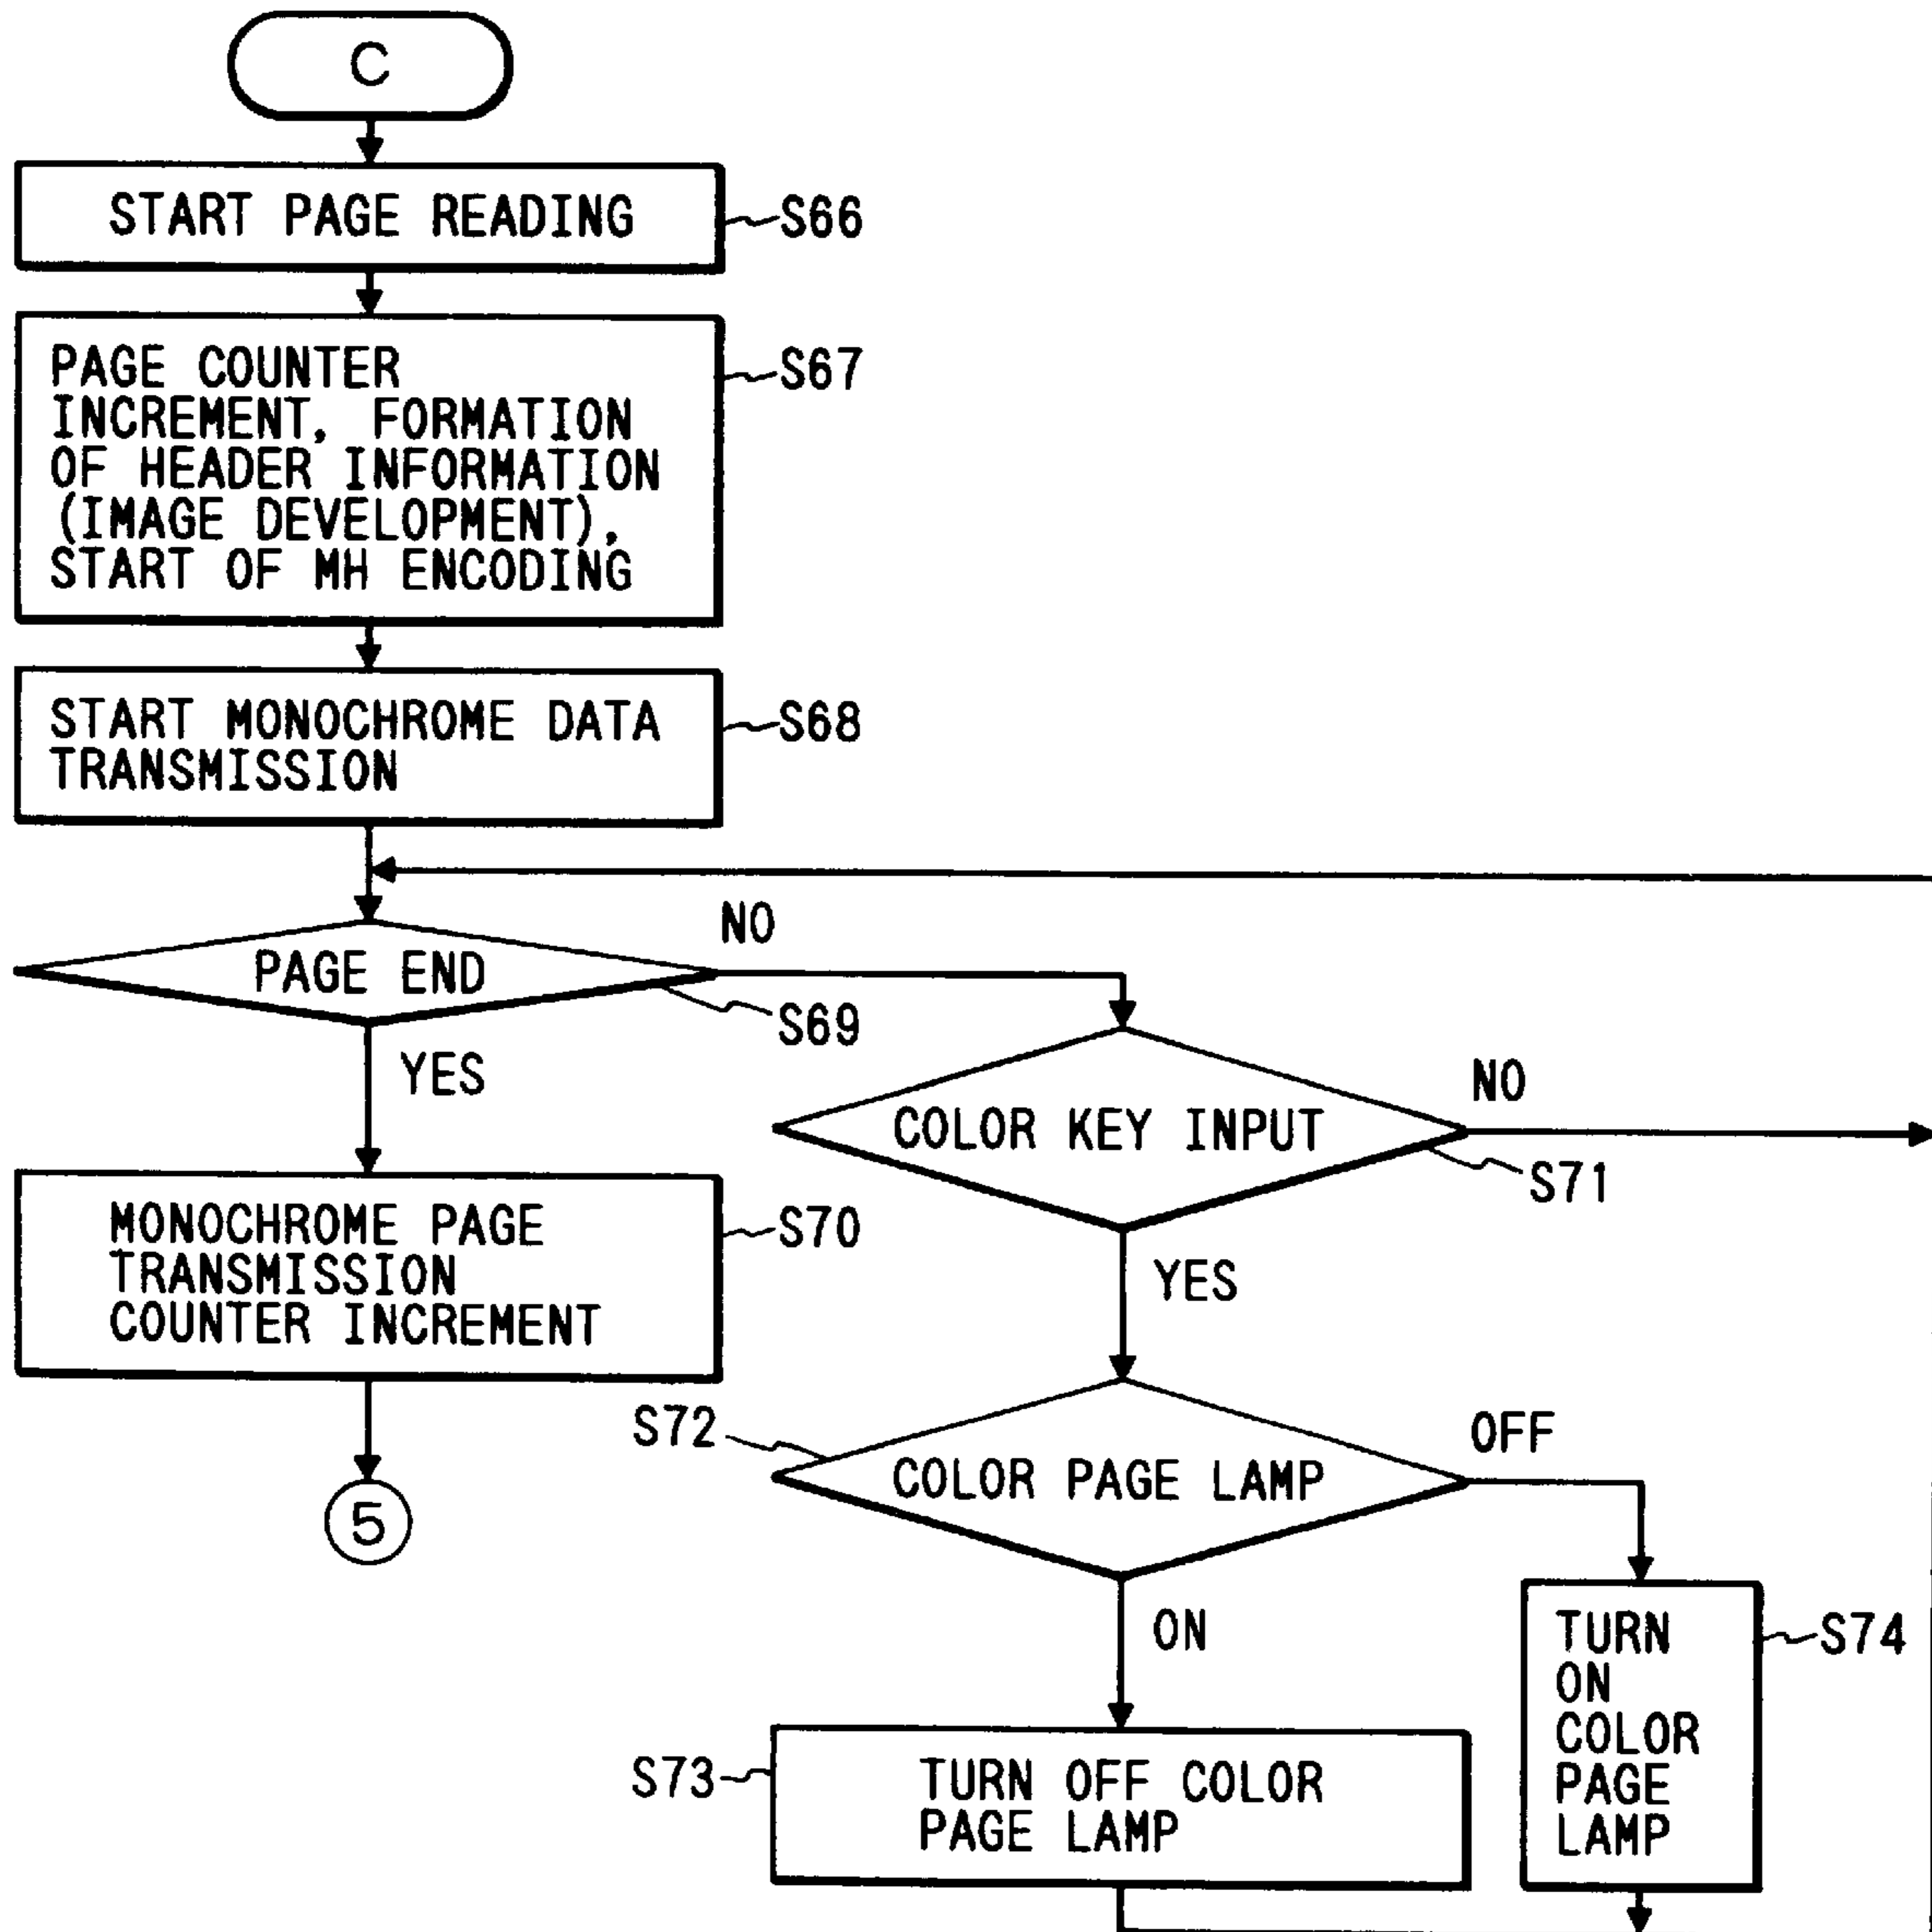 C
START PAGE READING
S66
PAGE COUNTER
INCREMENT, FORMATION
OF HEADER INFORMATION
(IMAGE DEVELOPMENT),
START OF MH ENCODING
S67
START MONOCHROME DATA
TRANSMISSION
S68
PAGE END
NO
S69
YES
MONOCHROME PAGE
TRANSMISSION
COUNTER INCREMENT
S70
5
COLOR KEY INPUT
NO
S71
YES
S72
COLOR PAGE LAMP
OFF
ON
S73
TURN OFF COLOR
PAGE LAMP
TURN
ON
COLOR
PAGE
LAMP
S74